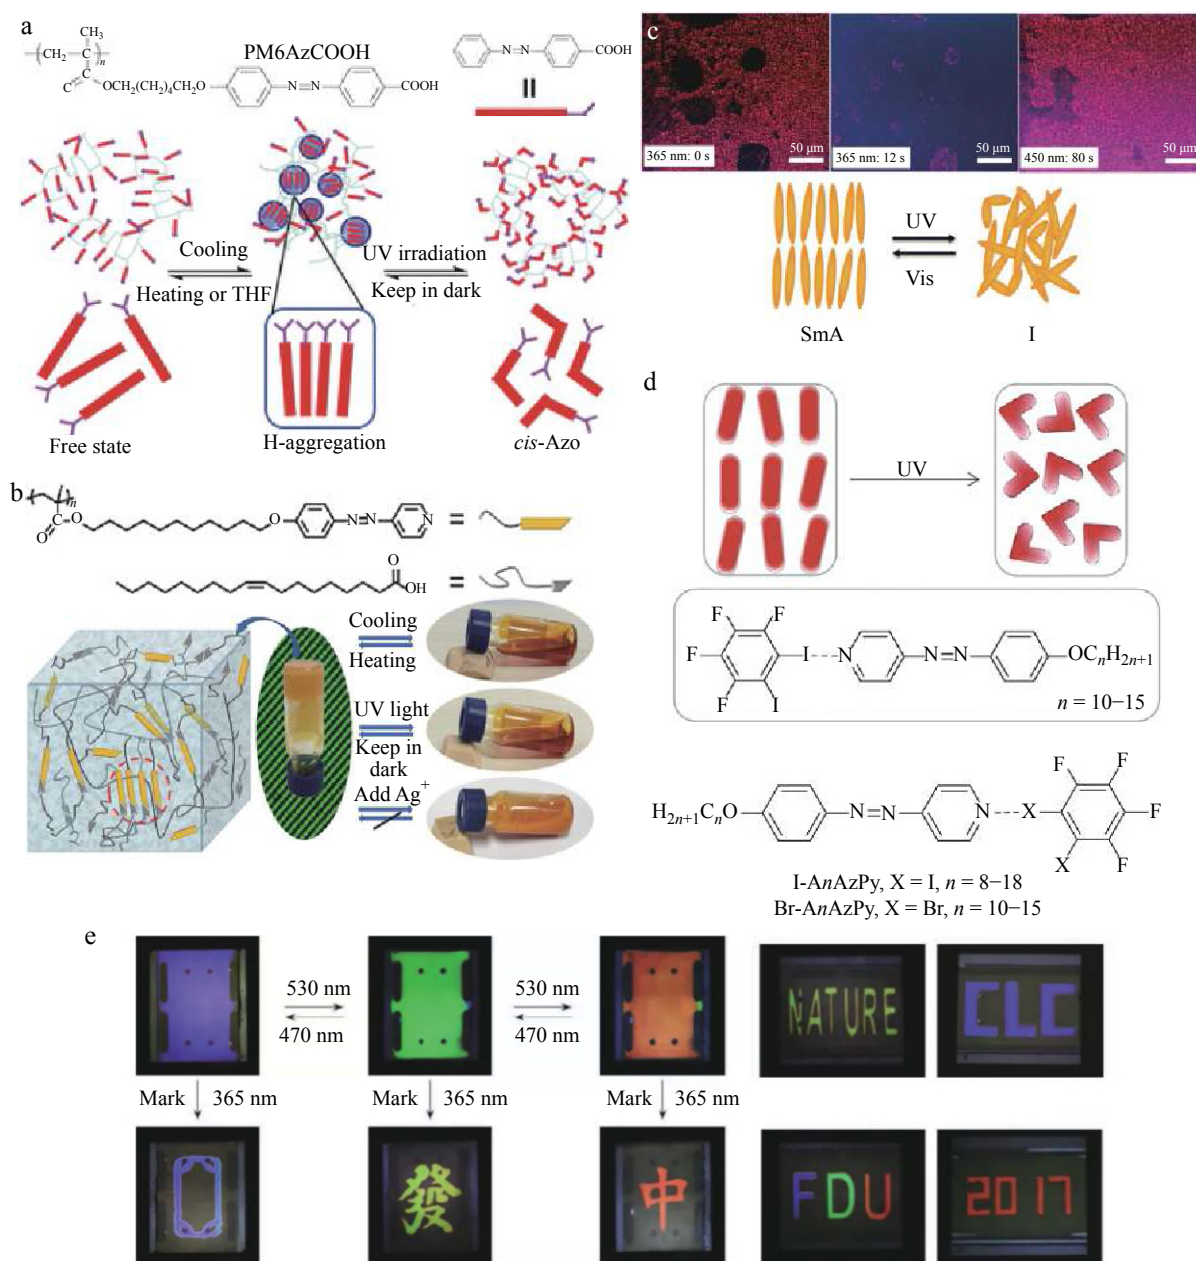 a
CH3
(CH2 C)n
PM6AzCOOH
COOH
N=N
C
C
O
OCH2(CH2)4CH2O
N=N
COOH
Cooling
Heating or THF
UV irradiation
Keep in dark
Free state
H-aggregation
cis-Azo
b
n
C
O
O
O
N=N
N
=
O
OH
=
Cooling
Heating
UV light
Keep in
dark
Add Ag+
c
365 nm: 0 s
50 μm
365 nm: 12 s
50 μm
450 nm: 80 s
50 μm
UV
Vis
SmA
I
d
UV
F
F
F
F
I
I---N
N=N
OCnH2n+1
n = 10−15
H2n+1CnO
N=N
N---X
F
F
F
F
X
I-AnAzPy, X = I, n = 8−18
Br-AnAzPy, X = Br, n = 10−15
e
530 nm
470 nm
530 nm
470 nm
NATURE
CLC
Mark
365 nm
Mark
365 nm
Mark
365 nm
發
中
FDU
2017